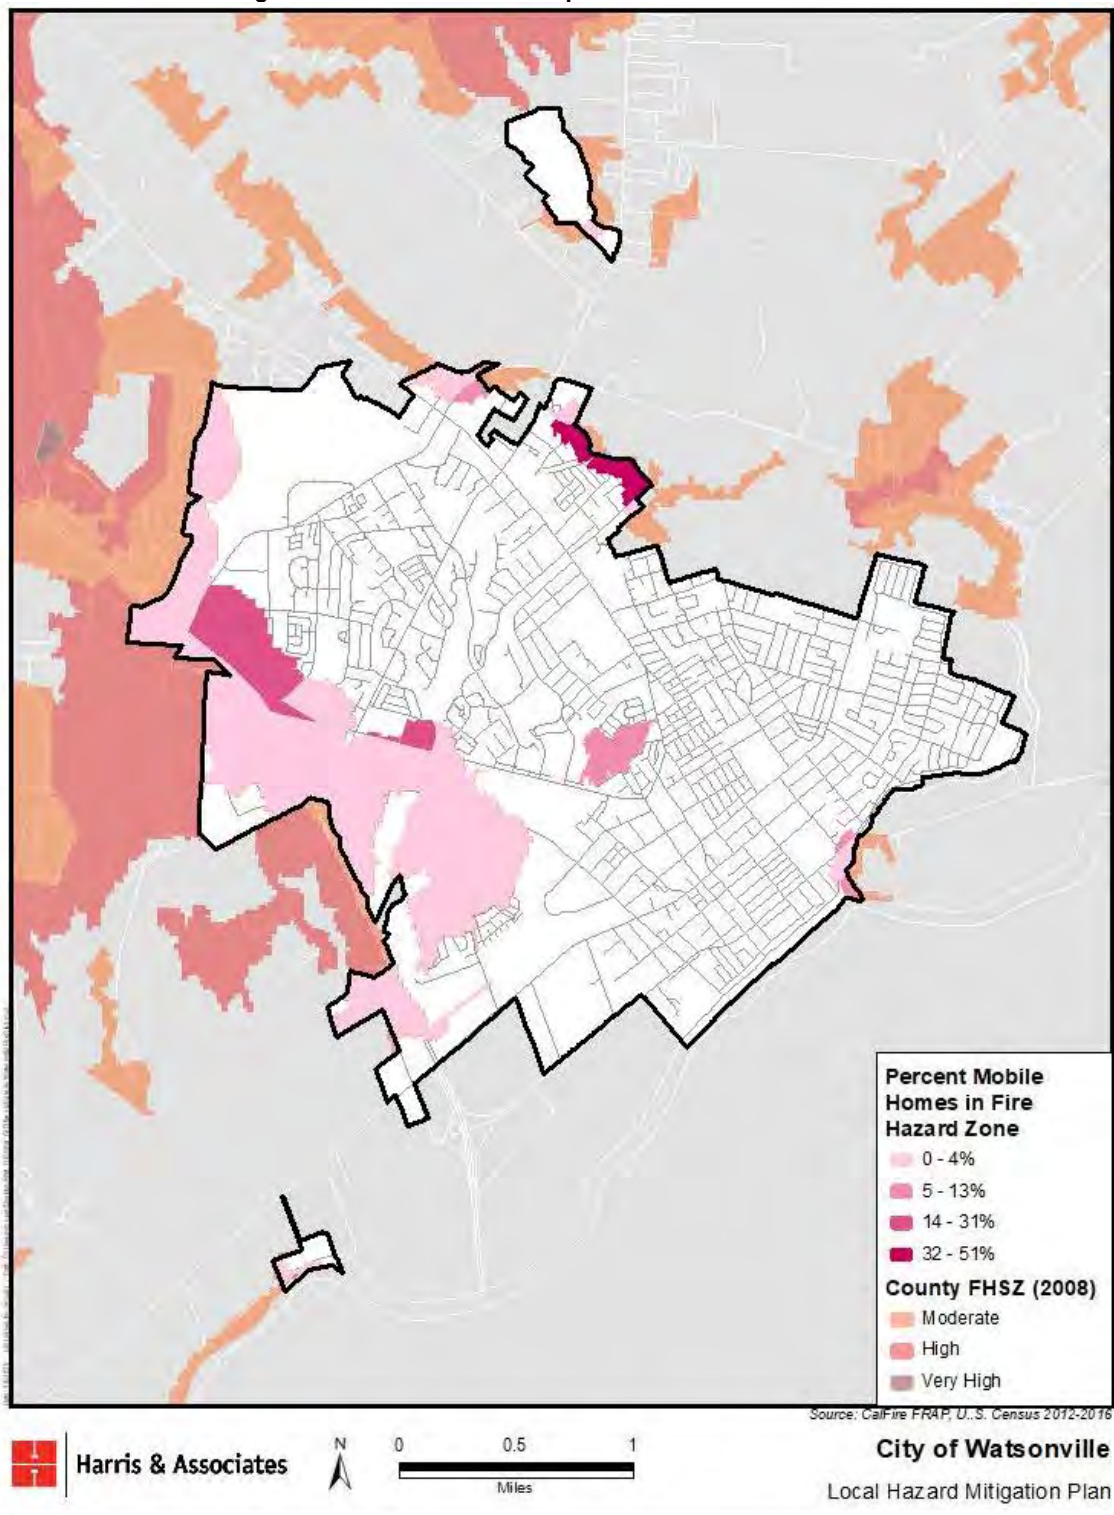 Percent Mobile
Homes in Fire
Hazard Zone
0 - 4%
5 - 13%
14 - 31%
32 - 51%
County FHSZ (2008)
Moderate
High
Very High
Source: CalFire FRAP, U..S. Census 2012-2016
Harris & Associates
N
0 0.5 1
Miles
City of Watsonville
Local Hazard Mitigation Plan